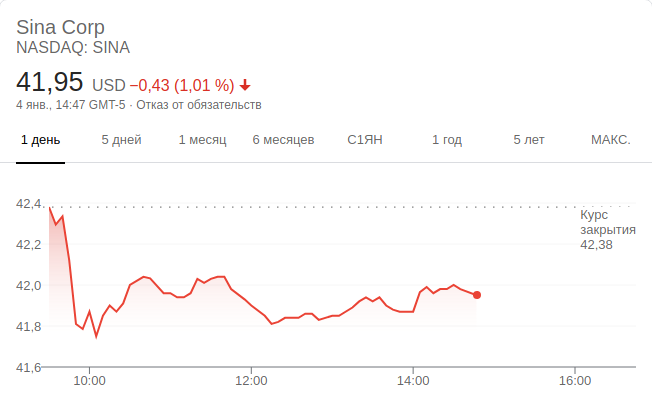 Sina Corp
NASDAQ: SINA
41,95 USD −0,43 (1,01 %)
4 янв., 14:47 GMT-5 · Отказ от обязательств
1 день 5 дней 1 месяц 6 месяцев С1ЯН 1 год 5 лет МАКС.
42,4
Курс
закрытия
42,38
42,2
42,0
41,8
41,6
10:00 12:00 14:00 16:00